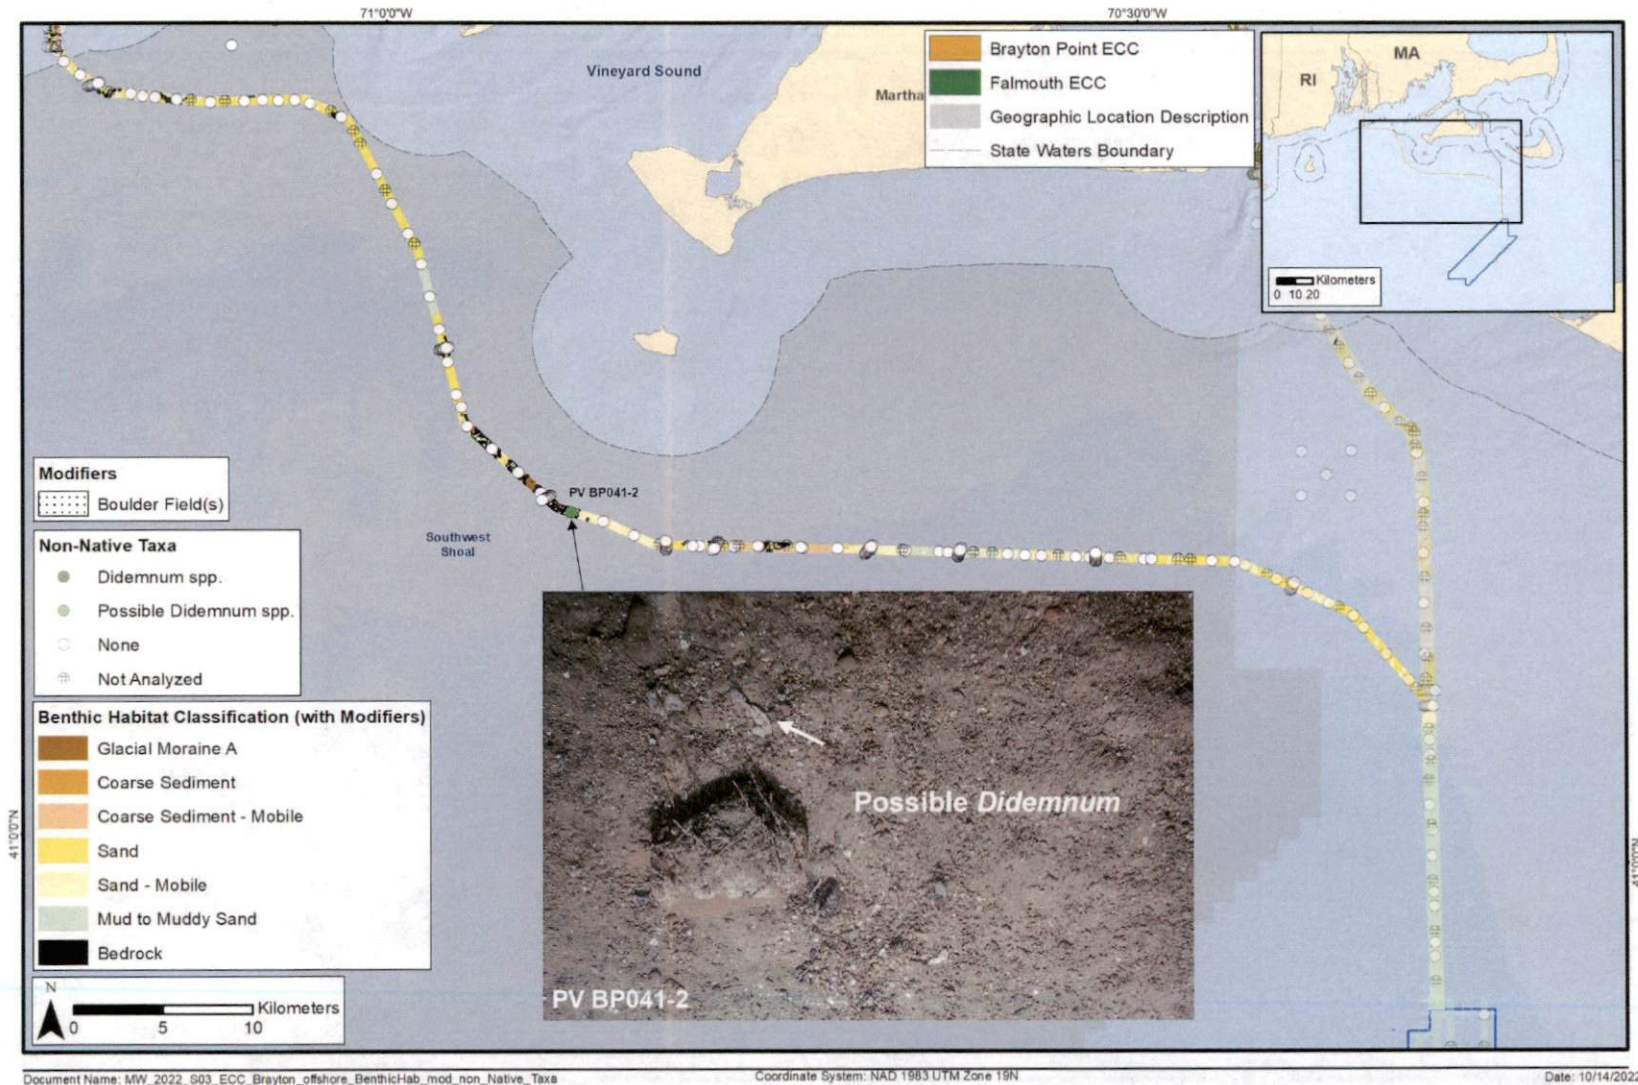 71°0'0"W
70°30'0"W
Vineyard Sound
Martha
Brayton Point ECC
Falmouth ECC
Geographic Location Description
State Waters Boundary
RI
MA
Kilometers
0 10 20
Modifiers
Boulder Field(s)
Non-Native Taxa
Didemnum spp.
Possible Didemnum spp.
None
Not Analyzed
PV BP041-2
Southwest
Shoal
Benthic Habitat Classification (with Modifiers)
Glacial Moraine A
Coarse Sediment
Coarse Sediment - Mobile
Sand
Sand - Mobile
Mud to Muddy Sand
Bedrock
41°0'0"N
41°0'0"N
Possible Didemnum
PV BP041-2
N
Kilometers
0 5 10
Document Name: MW_2022_S03_ECC_Brayton_offshore_BenthicHab_mod_non_Native_Taxa
Coordinate System: NAD 1983 UTM Zone 19N
Date: 10/14/2022